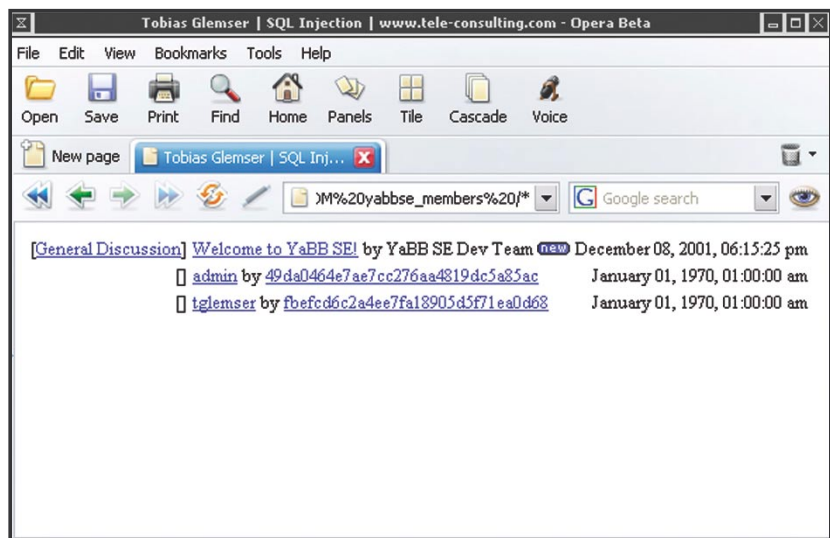 Tobias Glemser | SQL Injection | www.tele-consulting.com - Opera Beta
File Edit View Bookmarks Tools Help
Open Save Print Find Home Panels Tile Cascade Voice
New page Tobias Glemser | SQL Inj...
)M%20yabbse_members%20/* G Google search
[General Discussion] Welcome to YaBB SE! by YaBB SE Dev Team new December 08, 2001, 06:15:25 pm
[] admin by 49da0464e7ae7cc276aa4819dc5a85ac January 01, 1970, 01:00:00 am
[] tglemser by fbefcd6c2a4ee7fa18905d5f71ea0d68 January 01, 1970, 01:00:00 am